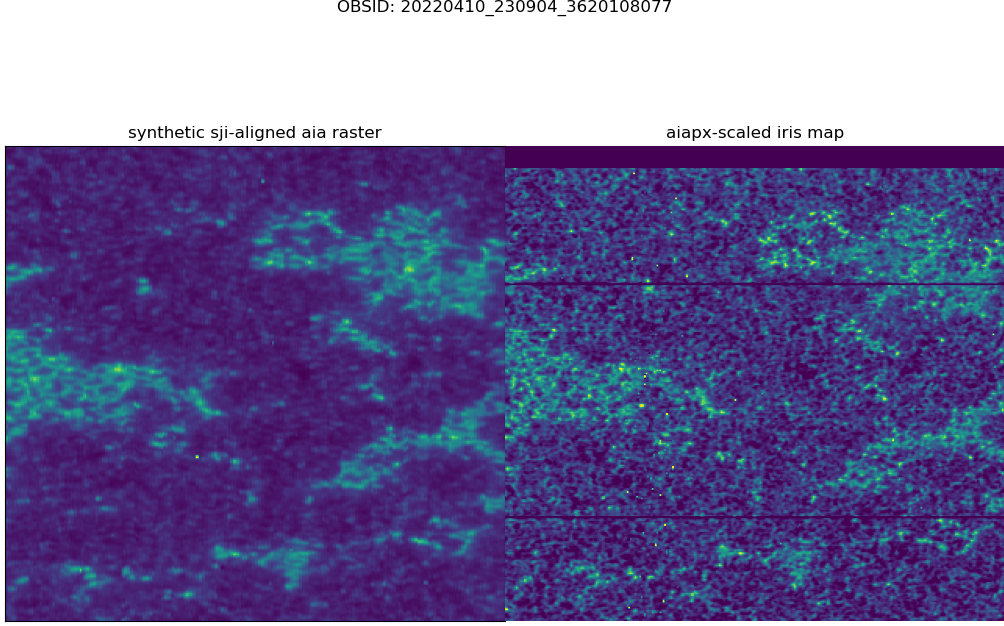 OBSID: 20220410_230904_3620108077
synthetic sji-aligned aia raster
aiapx-scaled iris map